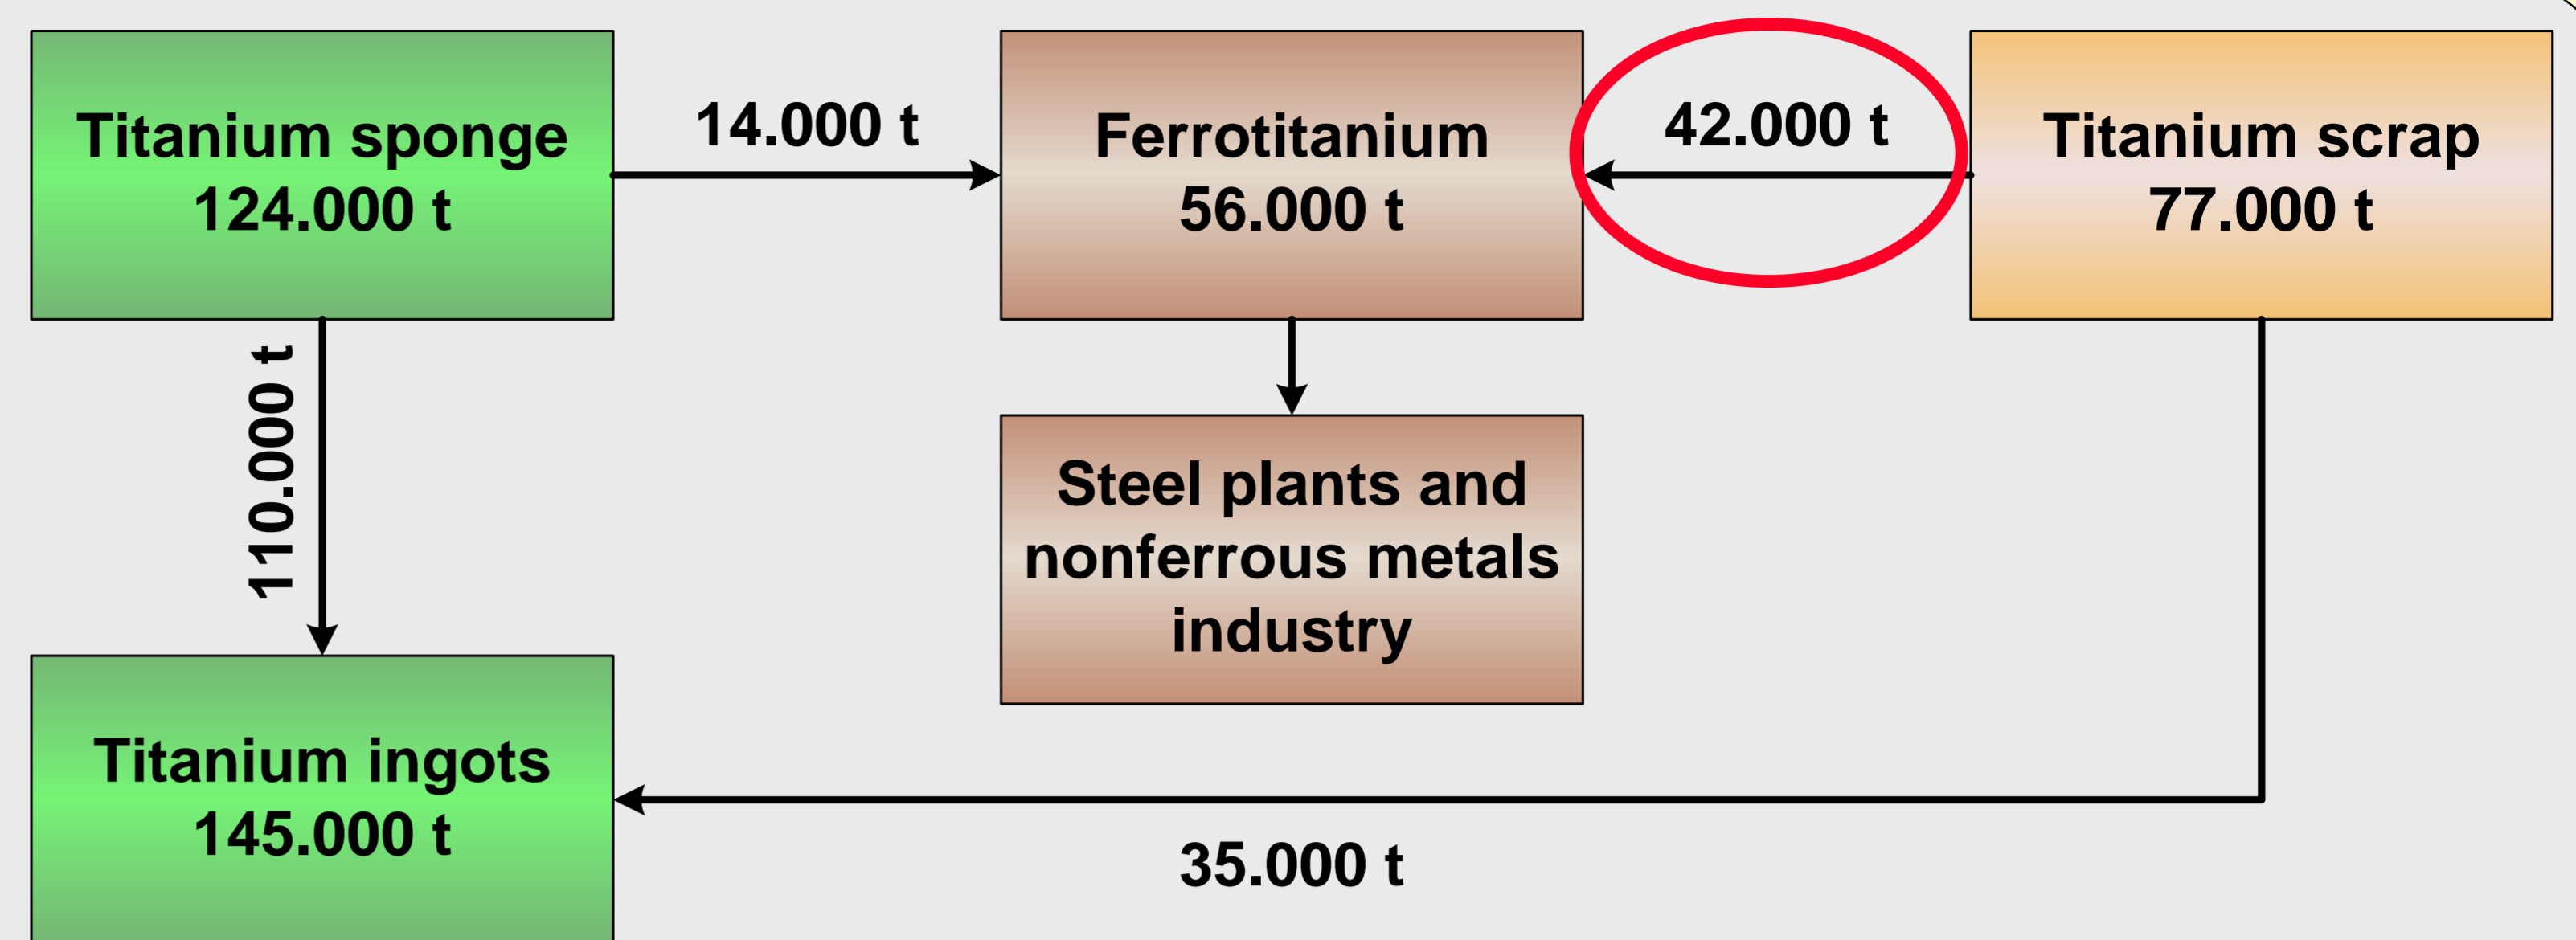 Titanium sponge
124.000 t
14.000 t
Ferrotitanium
56.000 t
42.000 t
Titanium scrap
77.000 t
110.000 t
Steel plants and
nonferrous metals
industry
Titanium ingots
145.000 t
35.000 t